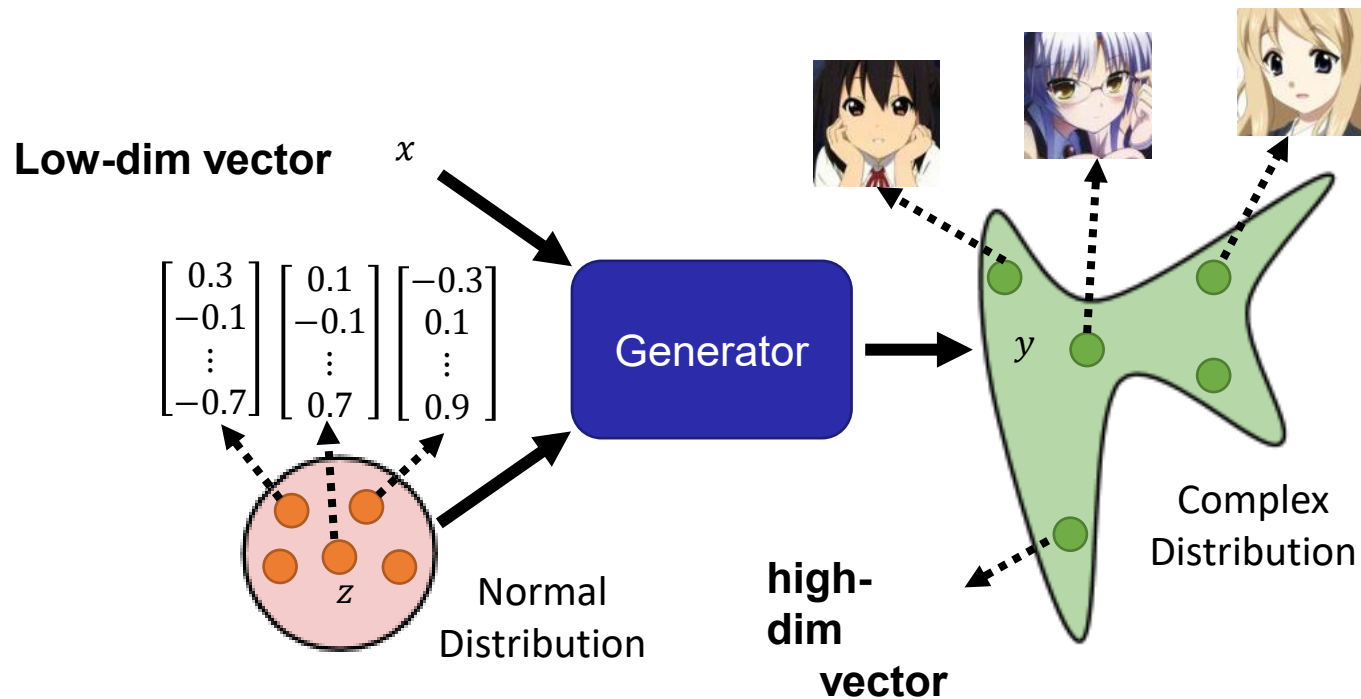 Low-dim vector x
0.3 0.1 −0.3
−0.1 −0.1 0.1
⋮ ⋮ ⋮
−0.7 0.7 0.9
Generator
y
z
Normal
Distribution
Complex
Distribution
high-
dim
vector